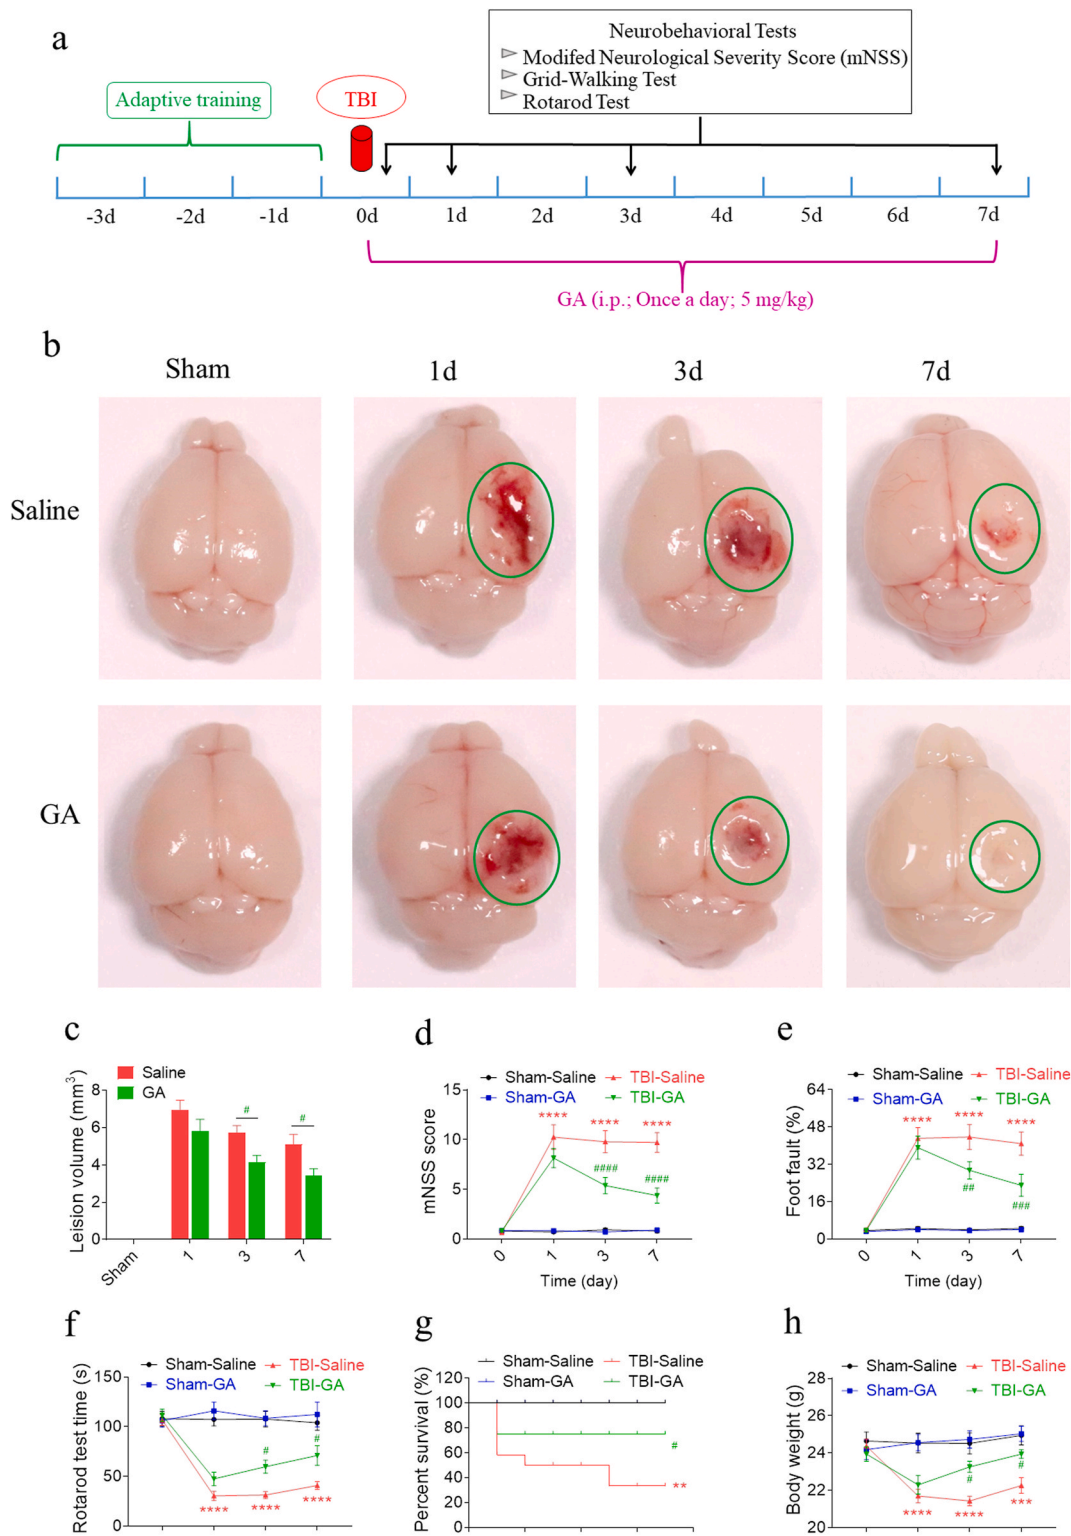 a
Neurobehavioral Tests
Modifed Neurological Severity Score (mNSS)
Grid-Walking Test
Rotarod Test
Adaptive training
TBI
-3d -2d -1d 0d 1d 2d 3d 4d 5d 6d 7d
GA (i.p.; Once a day; 5 mg/kg)
b
Sham 1d 3d 7d
Saline
GA
c
Saline
GA
Leision volume (mm³)
8
6
4
2
0
# #
Sham 1 3 7
d
Sham-Saline TBI-Saline
Sham-GA TBI-GA
mNSS score
15
10
5
0
**** **** ****
#### ####
0 1 3 7
Time (day)
e
Sham-Saline TBI-Saline
Sham-GA TBI-GA
Foot fault (%)
64
48
32
16
0
**** **** ****
## ###
0 1 3 7
Time (day)
f
Sham-Saline TBI-Saline
Sham-GA TBI-GA
Rotarod test time (s)
150
100
50
0
# #
**** **** ****
g
Sham-Saline TBI-Saline
Sham-GA TBI-GA
Percent survival (%)
120
100
80
60
40
20
0
#
**
h
Sham-Saline TBI-Saline
Sham-GA TBI-GA
Body weight (g)
28
26
24
22
20
# #
**** **** ***